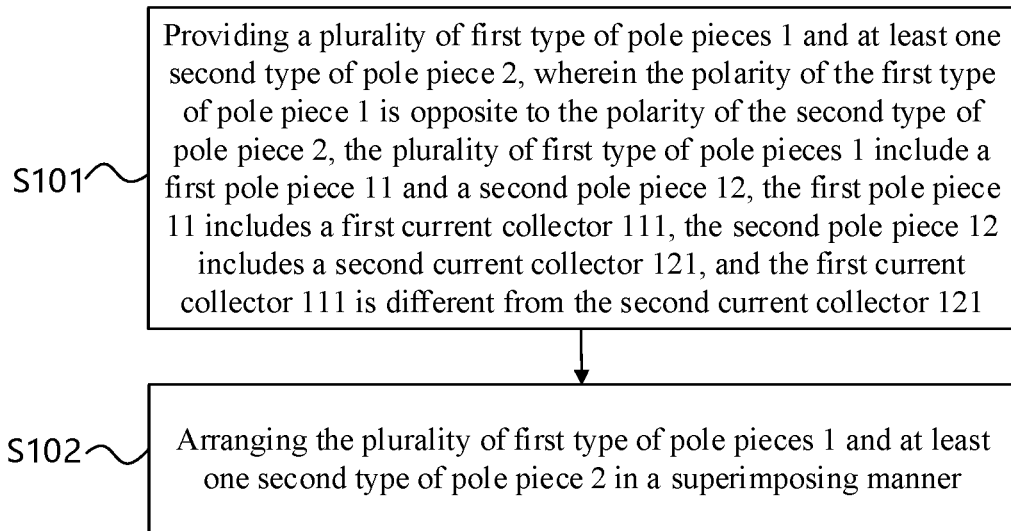 Providing a plurality of first type of pole pieces 1 and at least one
second type of pole piece 2, wherein the polarity of the first type
of pole piece 1 is opposite to the polarity of the second type of
pole piece 2, the plurality of first type of pole pieces 1 include a
S101
first pole piece 11 and a second pole piece 12, the first pole piece
11 includes a first current collector 111, the second pole piece 12
includes a second current collector 121, and the first current
collector 111 is different from the second current collector 121
S102
Arranging the plurality of first type of pole pieces 1 and at least
one second type of pole piece 2 in a superimposing manner